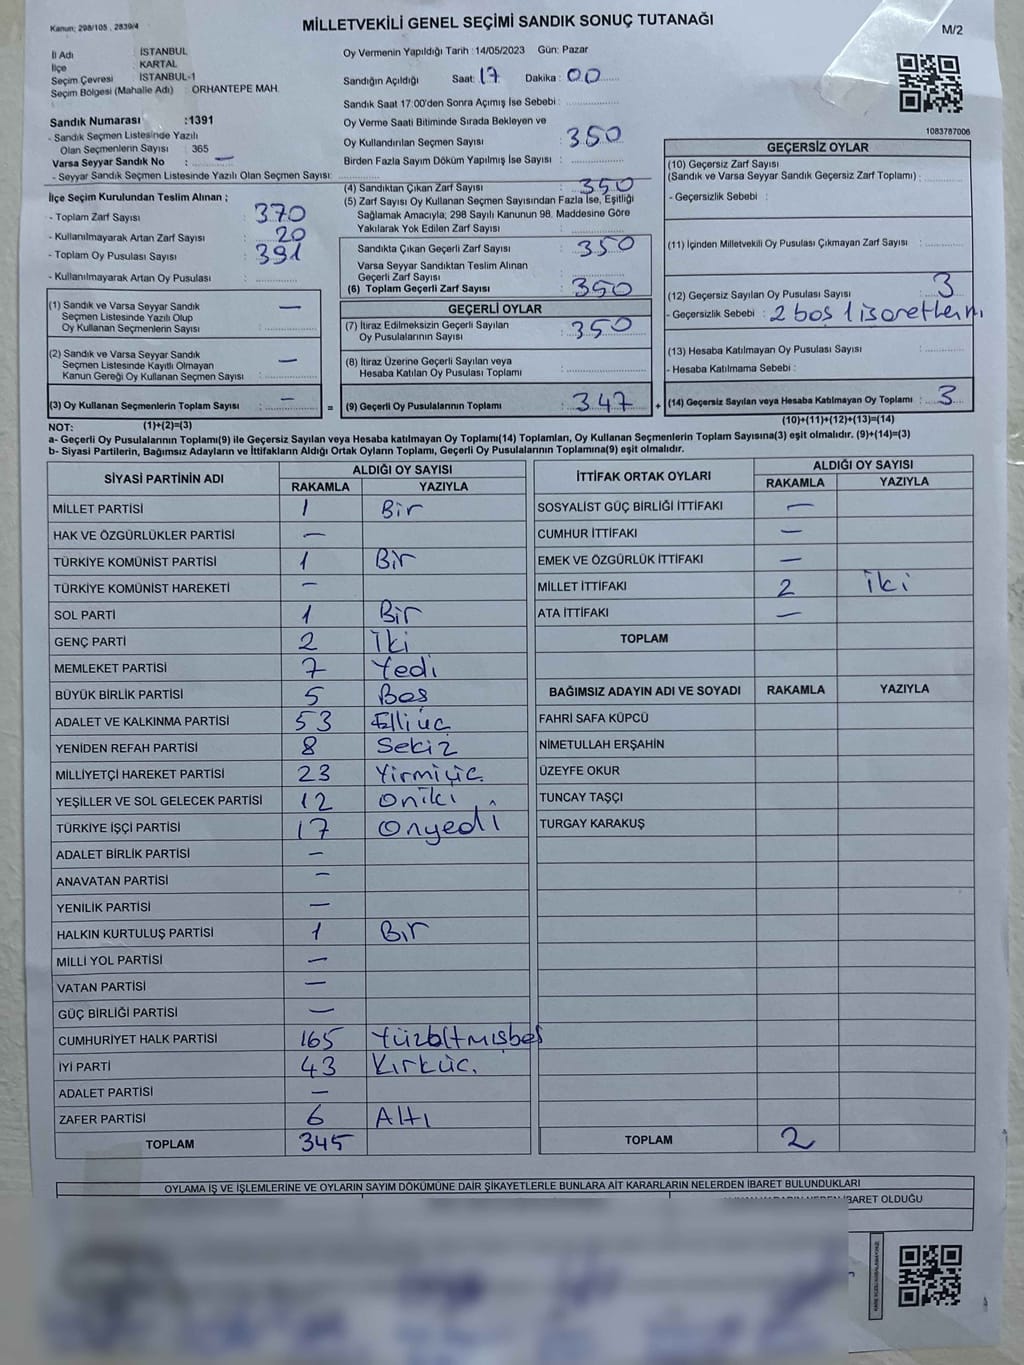 Kanun: 298/105 , 2839/4
MİLLETVEKİLİ GENEL SEÇİMİ SANDIK SONUÇ TUTANAĞI
M/2
İl Adı : İSTANBUL
İlçe : KARTAL
Seçim Çevresi : İSTANBUL-1
Seçim Bölgesi (Mahalle Adı) : ORHANTEPE MAH.
Sandık Numarası :1391
- Sandık Seçmen Listesinde Yazılı
Olan Seçmenlerin Sayısı : 365
Varsa Seyyar Sandık No : —
- Seyyar Sandık Seçmen Listesinde Yazılı Olan Seçmen Sayısı:
Oy Vermenin Yapıldığı Tarih : 14/05/2023 Gün: Pazar
Sandığın Açıldığı Saat: 17 Dakika : 00
Sandık Saat 17:00'den Sonra Açımış İse Sebebi :
Oy Verme Saati Bitiminde Sırada Bekleyen ve
Oy Kullandırılan Seçmen Sayısı : 350
Birden Fazla Sayım Döküm Yapılmış İse Sayısı :
1083787006
İlçe Seçim Kurulundan Teslim Alınan ;
- Toplam Zarf Sayısı : 370
- Kullanılmayarak Artan Zarf Sayısı : 20
- Toplam Oy Pusulası Sayısı : 391
- Kullanılmayarak Artan Oy Pusulası :
(1) Sandık ve Varsa Seyyar Sandık
Seçmen Listesinde Yazılı Olup
Oy Kullanan Seçmenlerin Sayısı : —
(2) Sandık ve Varsa Seyyar Sandık
Seçmen Listesinde Kayıtlı Olmayan
Kanun Gereği Oy Kullanan Seçmen Sayısı : —
(3) Oy Kullanan Seçmenlerin Toplam Sayısı : — =
(4) Sandıktan Çıkan Zarf Sayısı : 350
(5) Zarf Sayısı Oy Kullanan Seçmen Sayısından Fazla İse, Eşitliği
Sağlamak Amacıyla; 298 Sayılı Kanunun 98. Maddesine Göre
Yakılarak Yok Edilen Zarf Sayısı :
Sandıkta Çıkan Geçerli Zarf Sayısı : 350
Varsa Seyyar Sandıktan Teslim Alınan
Geçerli Zarf Sayısı :
(6) Toplam Geçerli Zarf Sayısı : 350
GEÇERLİ OYLAR
(7) İtiraz Edilmeksizin Geçerli Sayılan
Oy Pusulalarının Sayısı : 350
(8) İtiraz Üzerine Geçerli Sayılan veya
Hesaba Katılan Oy Pusulası Toplamı :
(9) Geçerli Oy Pusulalarının Toplamı : 347 +
GEÇERSİZ OYLAR
(10) Geçersiz Zarf Sayısı
(Sandık ve Varsa Seyyar Sandık Geçersiz Zarf Toplamı) :
- Geçersizlik Sebebi :
(11) İçinden Milletvekili Oy Pusulası Çıkmayan Zarf Sayısı :
(12) Geçersiz Sayılan Oy Pusulası Sayısı : 3
- Geçersizlik Sebebi : 2 boş 1
(13) Hesaba Katılmayan Oy Pusulası Sayısı :
- Hesaba Katılmama Sebebi :
(14) Geçersiz Sayılan veya Hesaba Katılmayan Oy Toplamı : 3
NOT: (1)+(2)=(3)
(10)+(11)+(12)+(13)=(14)
a- Geçerli Oy Pusulalarının Toplamı(9) ile Geçersiz Sayılan veya Hesaba katılmayan Oy Toplamı(14) Toplamları, Oy Kullanan Seçmenlerin Toplam Sayısına(3) eşit olmalıdır. (9)+(14)=(3)
b- Siyasi Partilerin, Bağımsız Adayların ve İttifakların Aldığı Ortak Oyların Toplamı, Geçerli Oy Pusulalarının Toplamına(9) eşit olmalıdır.
SİYASİ PARTİNİN ADI ALDIĞI OY SAYISI
RAKAMLA YAZIYLA
MİLLET PARTİSİ 1 Bir
HAK VE ÖZGÜRLÜKLER PARTİSİ —
TÜRKİYE KOMÜNİST PARTİSİ 1 Bir
TÜRKİYE KOMÜNİST HAREKETİ —
SOL PARTİ 1 Bir
GENÇ PARTİ 2 İki
MEMLEKET PARTİSİ 7 Yedi
BÜYÜK BİRLİK PARTİSİ 5 Beş
ADALET VE KALKINMA PARTİSİ 53 Elli üç
YENİDEN REFAH PARTİSİ 8 Sekiz
MİLLİYETÇİ HAREKET PARTİSİ 23 Yirmiüç
YEŞİLLER VE SOL GELECEK PARTİSİ 12 Oniki
TÜRKİYE İŞÇİ PARTİSİ 17 Onyedi
ADALET BİRLİK PARTİSİ —
ANAVATAN PARTİSİ —
YENİLİK PARTİSİ —
HALKIN KURTULUŞ PARTİSİ 1 Bir
MİLLİ YOL PARTİSİ —
VATAN PARTİSİ —
GÜÇ BİRLİĞİ PARTİSİ —
CUMHURİYET HALK PARTİSİ 165 Yüzaltmışbeş
İYİ PARTİ 43 Kırküç.
ADALET PARTİSİ —
ZAFER PARTİSİ 6 Altı
TOPLAM 345
İTTİFAK ORTAK OYLARI ALDIĞI OY SAYISI
RAKAMLA YAZIYLA
SOSYALİST GÜÇ BİRLİĞİ İTTİFAKI —
CUMHUR İTTİFAKI —
EMEK VE ÖZGÜRLÜK İTTİFAKI —
MİLLET İTTİFAKI 2 İki
ATA İTTİFAKI —
TOPLAM
BAĞIMSIZ ADAYIN ADI VE SOYADI RAKAMLA YAZIYLA
FAHRİ SAFA KÜPCÜ
NİMETULLAH ERŞAHİN
ÜZEYFE OKUR
TUNCAY TAŞÇI
TURGAY KARAKUŞ
TOPLAM 2
OYLAMA İŞ VE İŞLEMLERİNE VE OYLARIN SAYIM DÖKÜMÜNE DAİR ŞİKAYETLERLE BUNLARA AİT KARARLARIN NELERDEN İBARET BULUNDUKLARI
İBARET OLDUĞU